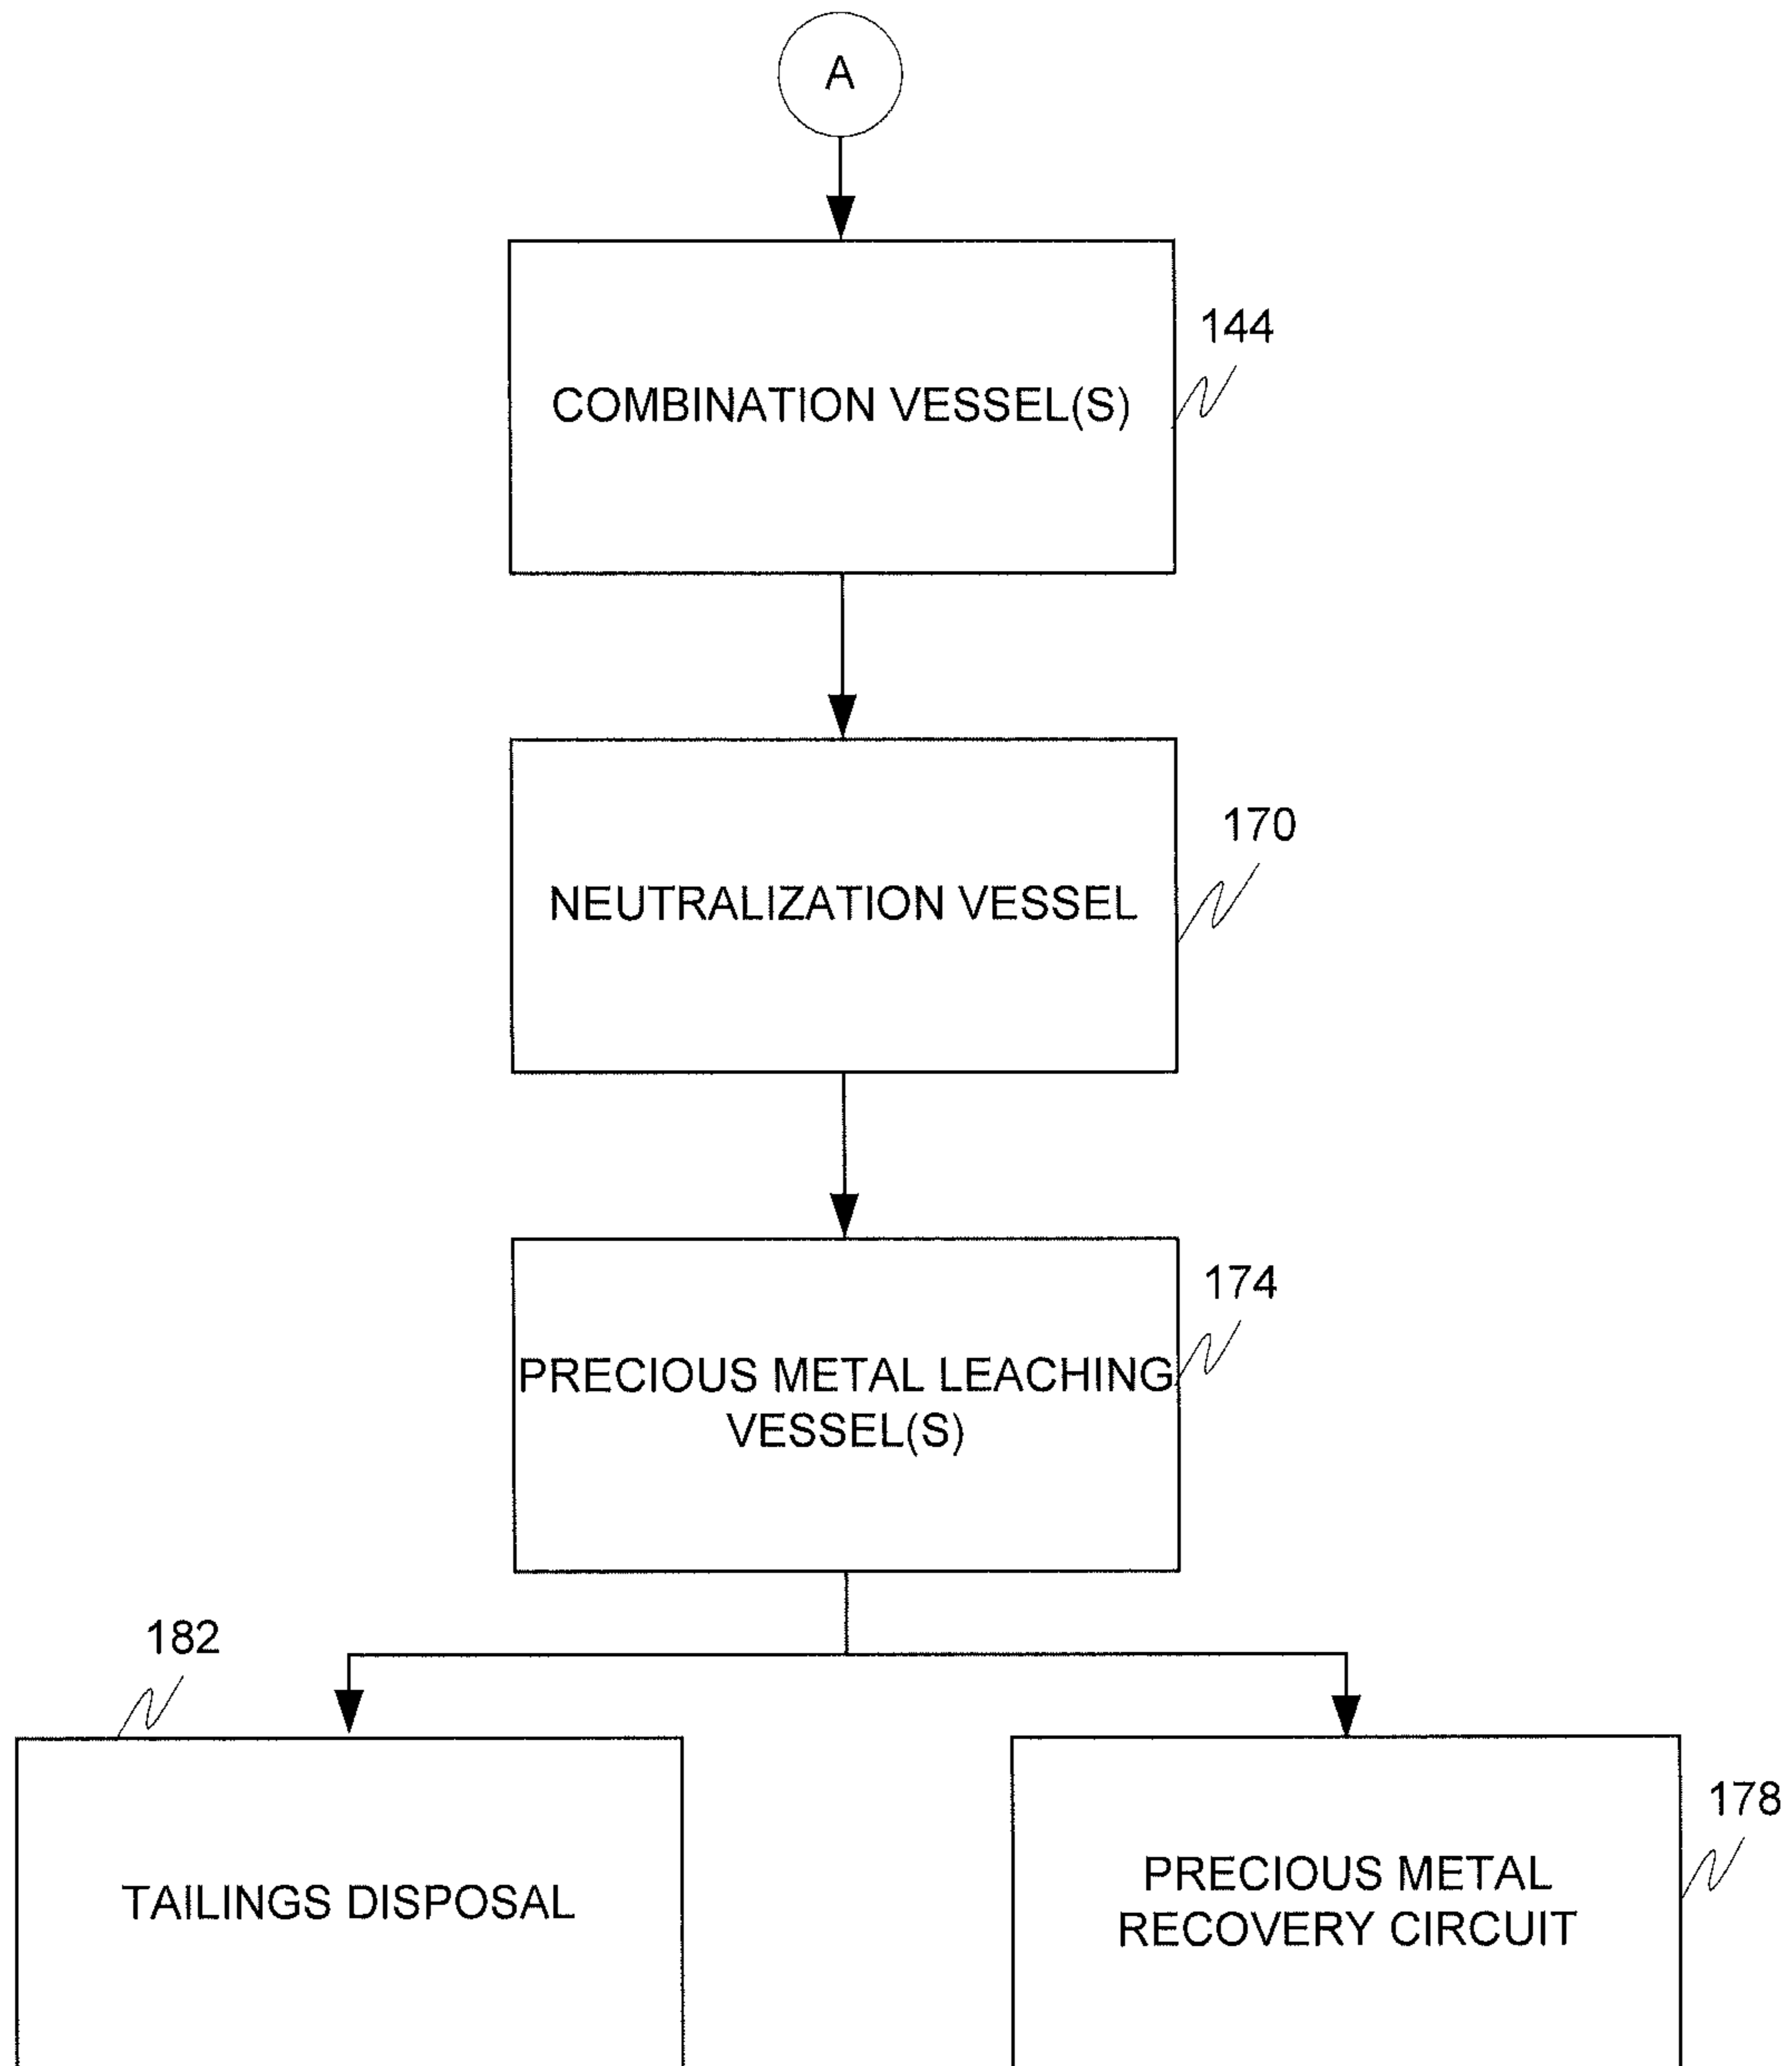 A
144
COMBINATION VESSEL(S)
170
NEUTRALIZATION VESSEL
174
PRECIOUS METAL LEACHING
VESSEL(S)
182
178
TAILINGS DISPOSAL
PRECIOUS METAL
RECOVERY CIRCUIT